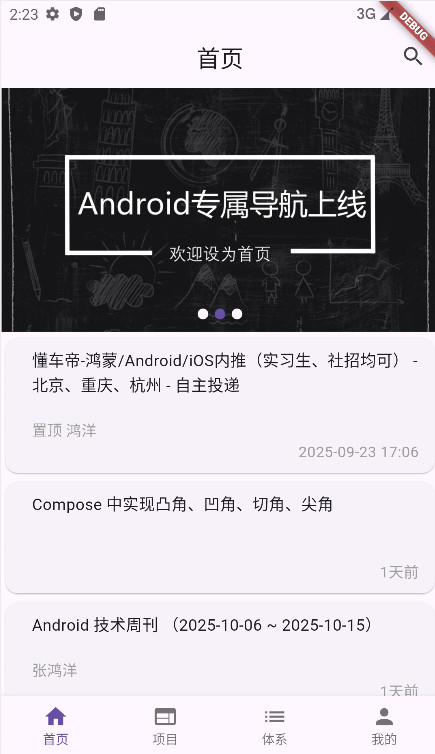 2:23
3G
DEBUG
首页
Android专属导航上线
欢迎设为首页
懂车帝-鸿蒙/Android/iOS内推（实习生、社招均可） -
北京、重庆、杭州 - 自主投递
置顶 鸿洋
2025-09-23 17:06
Compose 中实现凸角、凹角、切角、尖角
1天前
Android 技术周刊 （2025-10-06 ~ 2025-10-15）
张鸿洋
1天前
首页
项目
体系
我的